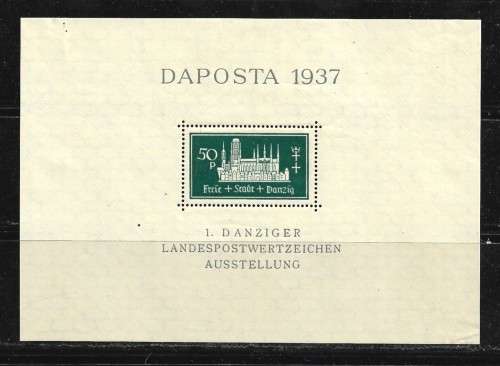 DAPOSTA 1937
50
P
Freie + Stadt + Danzig
1. DANZIGER
LANDESPOSTWERTZEICHEN
AUSSTELLUNG